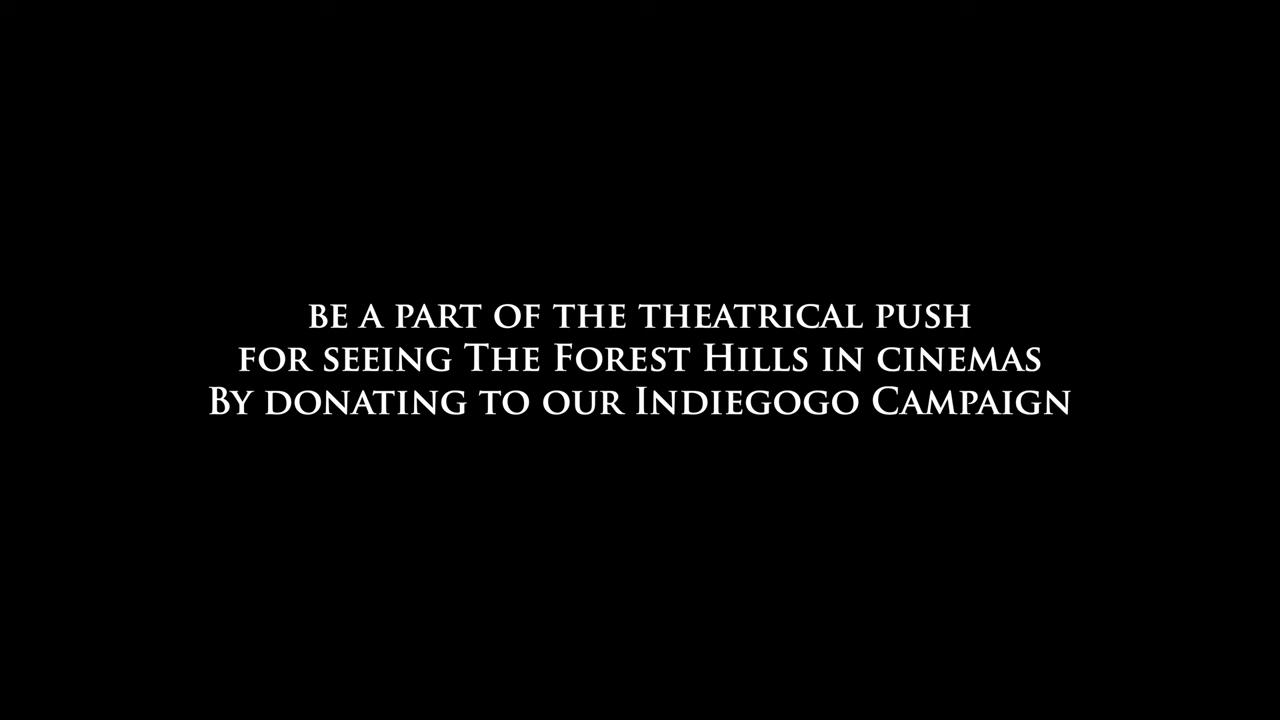 be a part of the theatrical push
for seeing The Forest Hills in cinemas
By donating to our Indiegogo Campaign